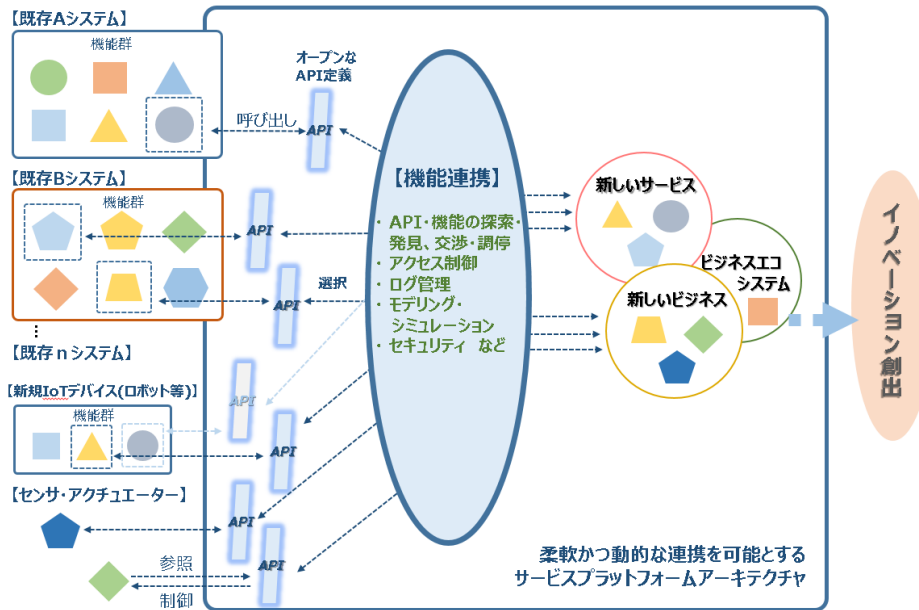 【既存Aシステム】
機能群
オープンな
API定義
呼び出し
API
【既存Bシステム】
機能群
API
選択
API
⋮
【既存 n システム】
【新規IoTデバイス(ロボット等)】
機能群
API
API
【センサ・アクチュエーター】
API
参照
API
制御
【機能連携】
・ API・機能の探索・
発見、交渉・調停
・ アクセス制御
・ ログ管理
・ モデリング・
シミュレーション
・ セキュリティ など
新しいサービス
ビジネスエコ
システム
新しいビジネス
イノベーション創出
柔軟かつ動的な連携を可能とする
サービスプラットフォームアーキテクチャ